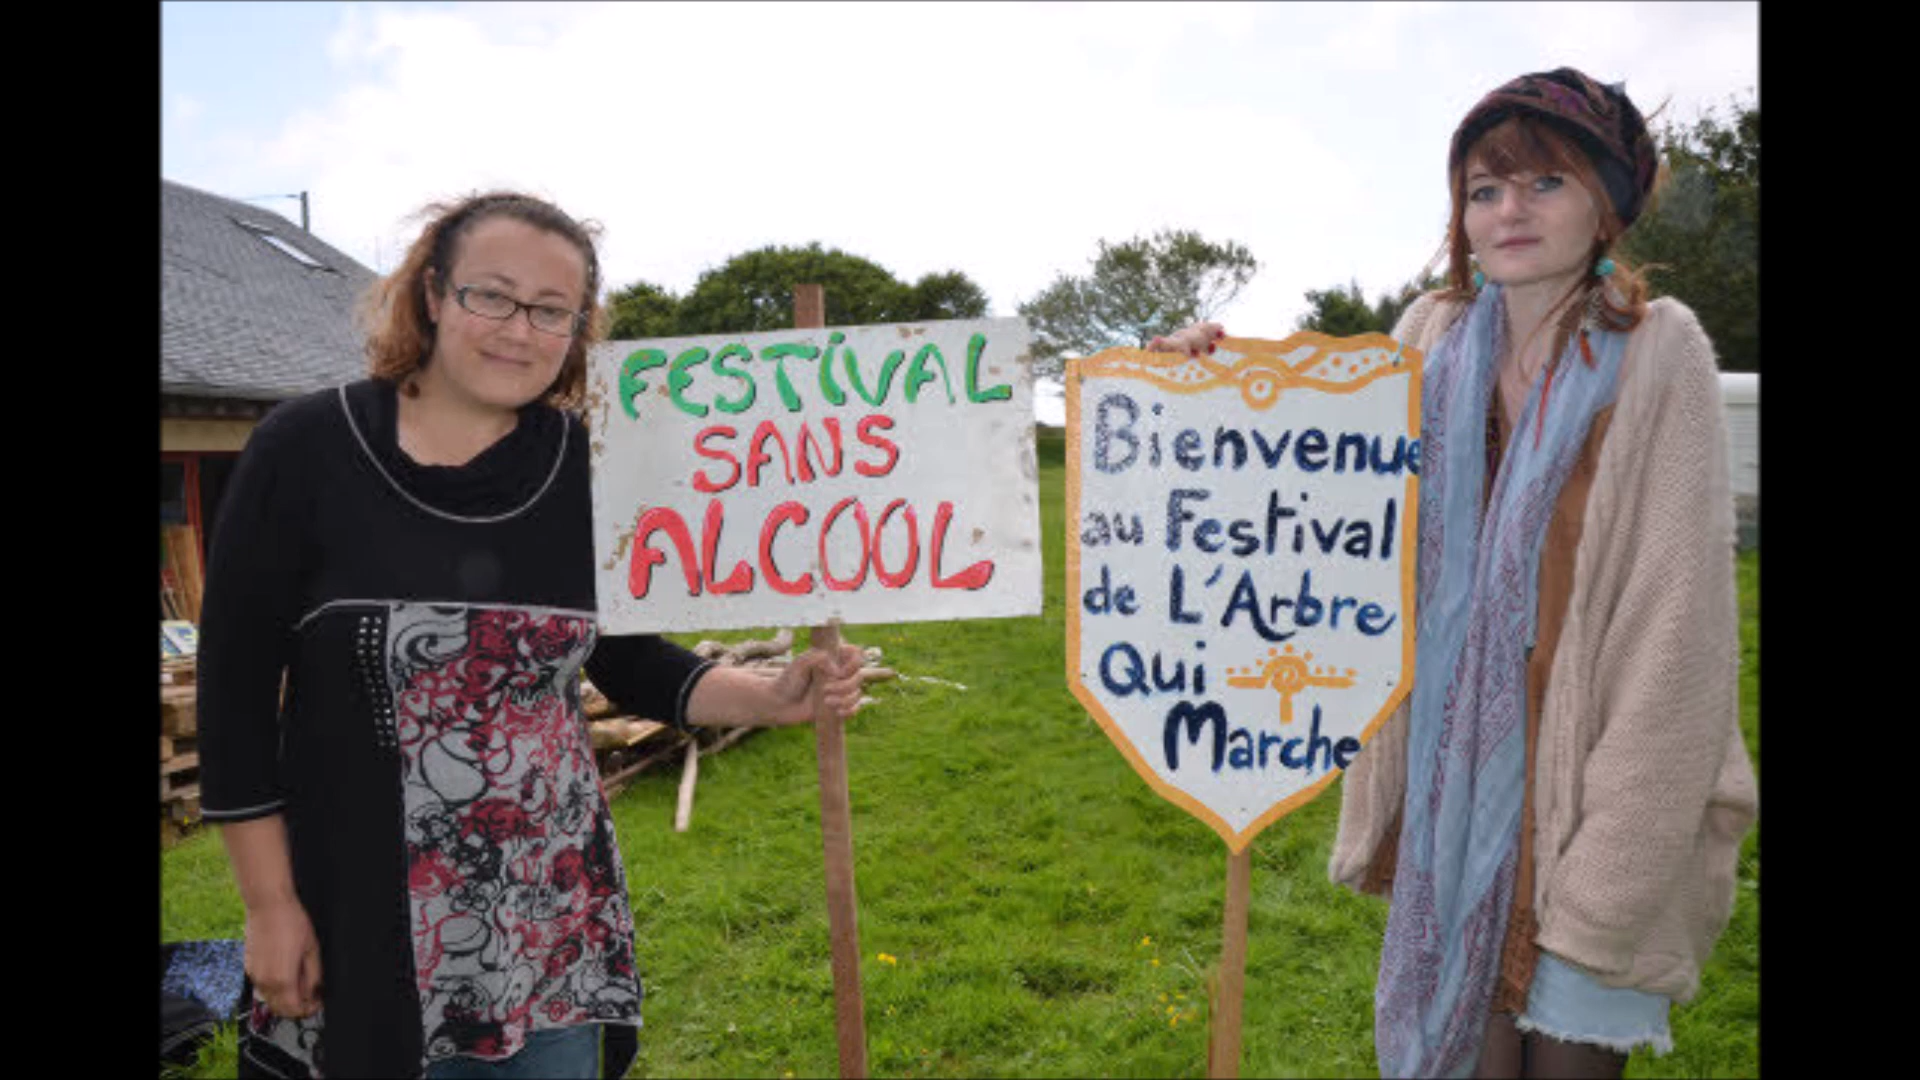 FESTIVAL
SANS
ALCOOL
Bienvenue
au Festival
de L'Arbre
Qui
Marche